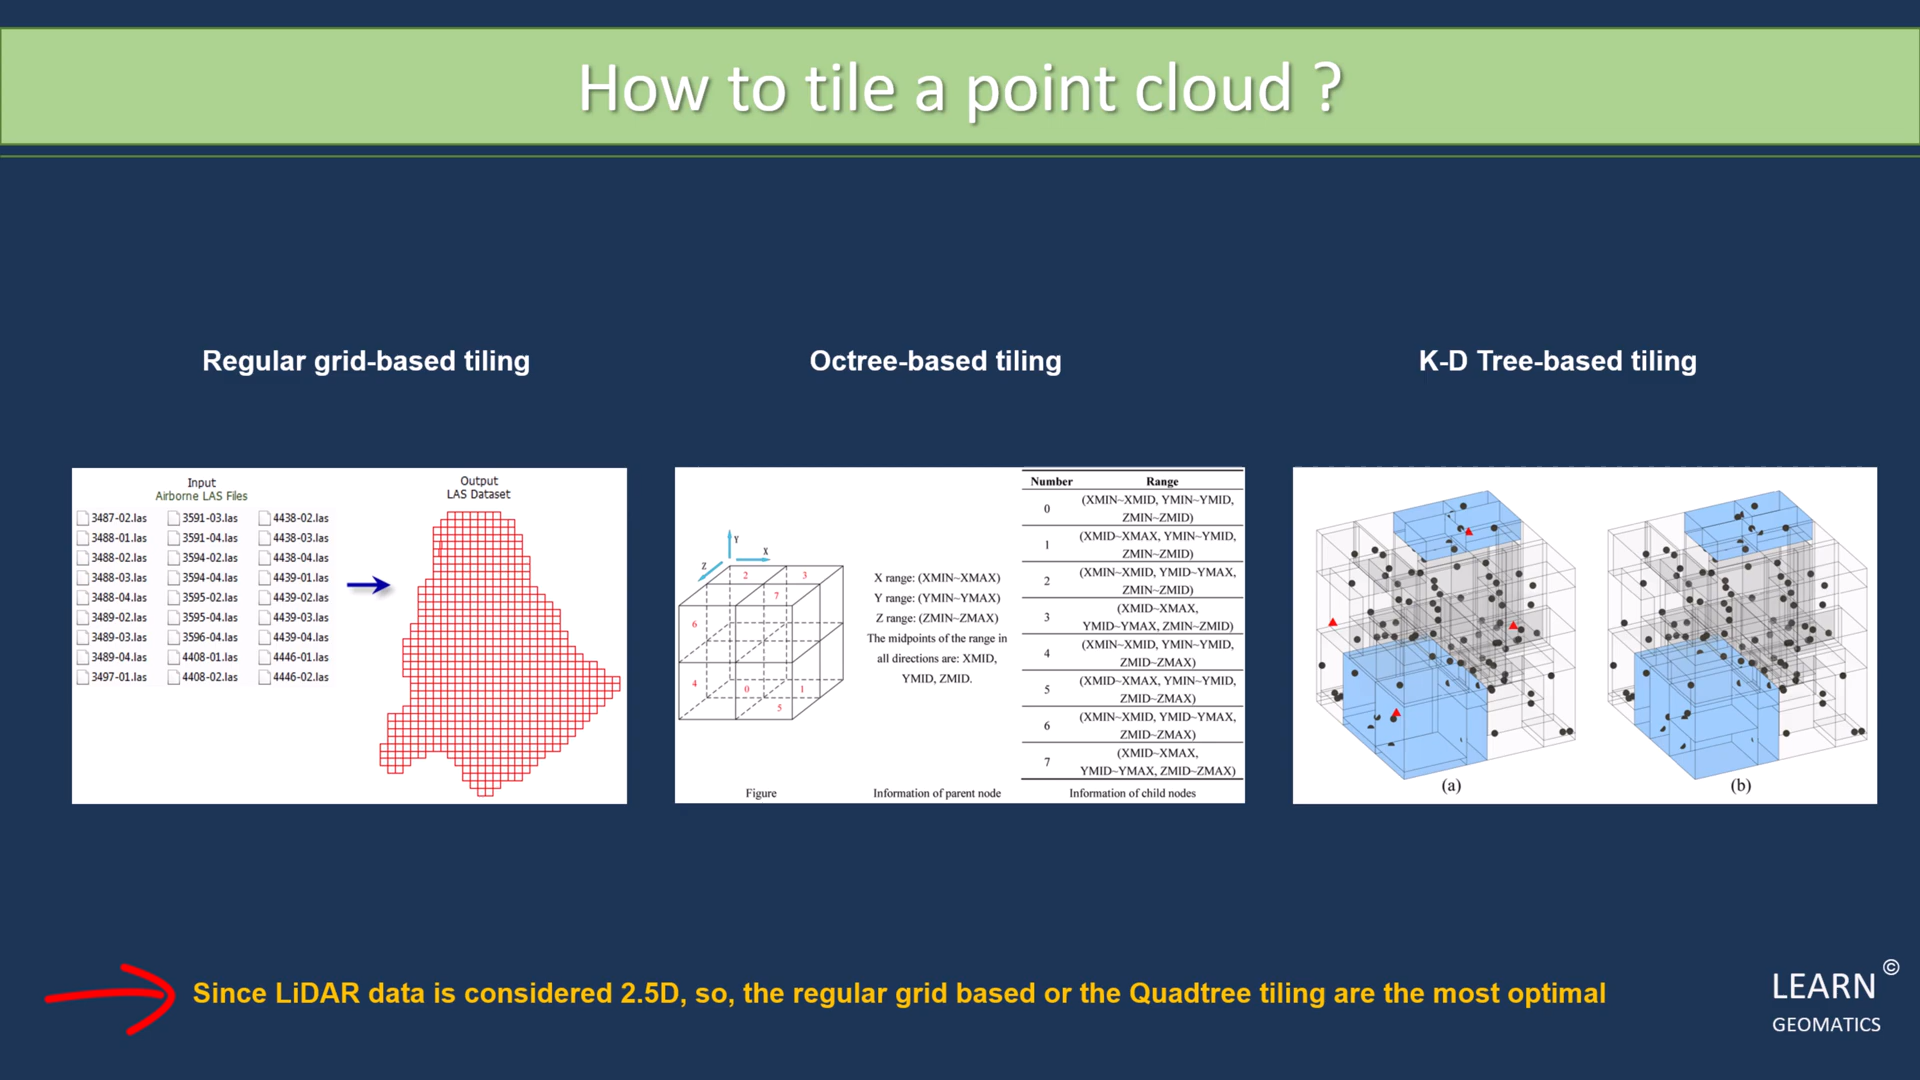 How to tile a point cloud ?
Regular grid-based tiling
Octree-based tiling
K-D Tree-based tiling
Input
Airborne LAS Files
Output
LAS Dataset
3487-02.las 3591-03.las 4438-02.las
3488-01.las 3591-04.las 4438-03.las
3488-02.las 3594-02.las 4438-04.las
3488-03.las 3594-04.las 4439-01.las
3488-04.las 3595-02.las 4439-02.las
3489-02.las 3595-04.las 4439-03.las
3489-03.las 3596-04.las 4439-04.las
3489-04.las 4408-01.las 4446-01.las
3497-01.las 4408-02.las 4446-02.las
Y
X
Z
2 3
7
6
4 0 1
5
Figure
X range: (XMIN~XMAX)
Y range: (YMIN~YMAX)
Z range: (ZMIN~ZMAX)
The midpoints of the range in
all directions are: XMID,
YMID, ZMID.
Information of parent node
Number Range
0 (XMIN~XMID, YMIN~YMID,
ZMIN~ZMID)
1 (XMID~XMAX, YMIN~YMID,
ZMIN~ZMID)
2 (XMIN~XMID, YMID~YMAX,
ZMIN~ZMID)
3 (XMID~XMAX,
YMID~YMAX, ZMIN~ZMID)
4 (XMIN~XMID, YMIN~YMID,
ZMID~ZMAX)
5 (XMID~XMAX, YMIN~YMID,
ZMID~ZMAX)
6 (XMIN~XMID, YMID~YMAX,
ZMID~ZMAX)
7 (XMID~XMAX,
YMID~YMAX, ZMID~ZMAX)
Information of child nodes
(a)
(b)
Since LiDAR data is considered 2.5D, so, the regular grid based or the Quadtree tiling are the most optimal
LEARN ©
GEOMATICS